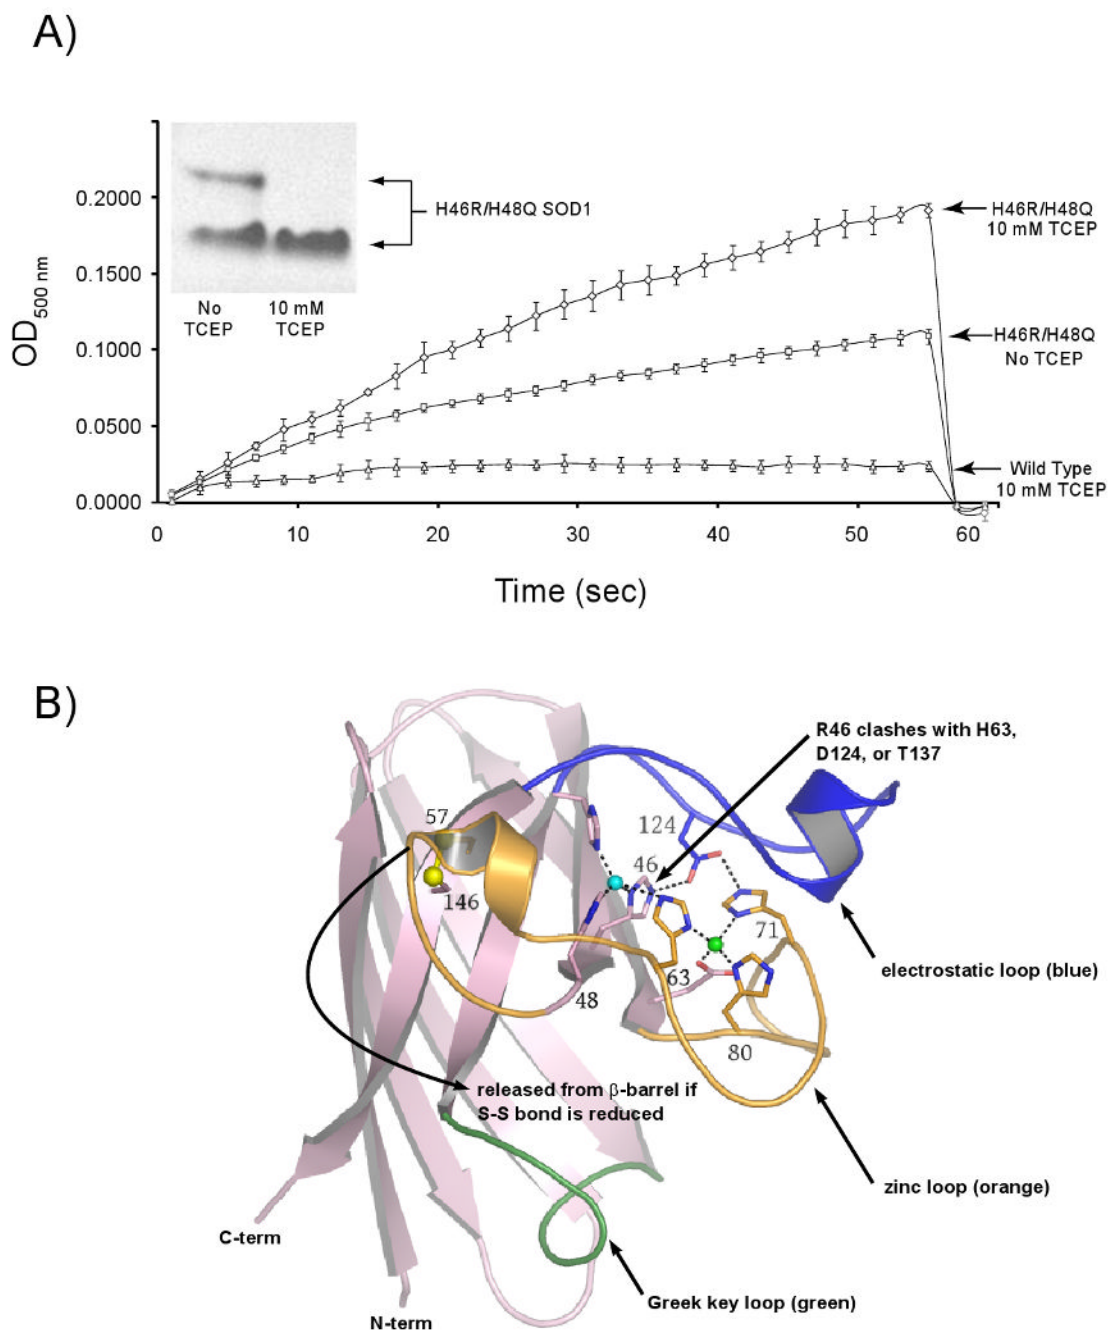 A)
OD500 nm
0.2000
0.1500
0.1000
0.0500
0.0000
0
10
20
30
40
50
60
Time (sec)
No
TCEP
10 mM
TCEP
H46R/H48Q SOD1
H46R/H48Q
10 mM TCEP
H46R/H48Q
No TCEP
Wild Type
10 mM TCEP
B)
R46 clashes with H63,
D124, or T137
57
124
46
146
71
48
63
80
electrostatic loop (blue)
released from β-barrel if
S-S bond is reduced
zinc loop (orange)
C-term
Greek key loop (green)
N-term